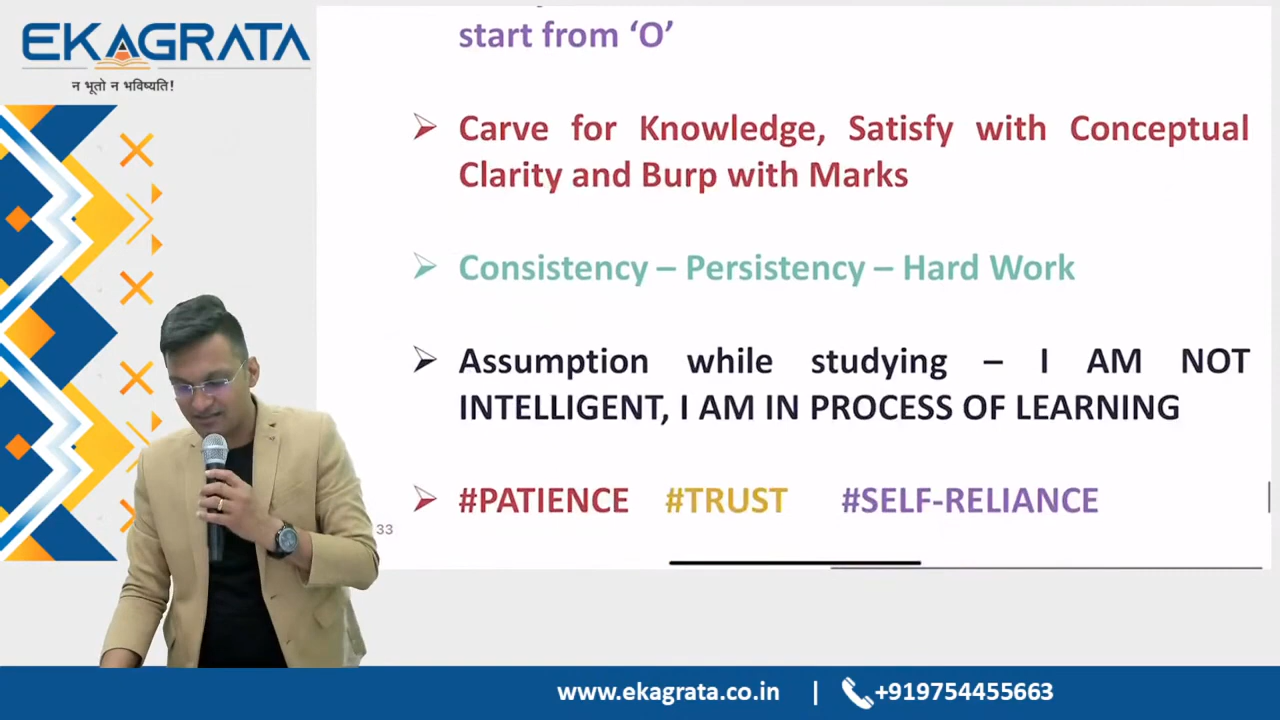 EKAGRATA
न भूतो न भविष्यति!
start from ‘O’
Carve for Knowledge, Satisfy with Conceptual
Clarity and Burp with Marks
Consistency – Persistency – Hard Work
Assumption while studying – I AM NOT
INTELLIGENT, I AM IN PROCESS OF LEARNING
#PATIENCE #TRUST #SELF-RELIANCE
33
www.ekagrata.co.in | +919754455663